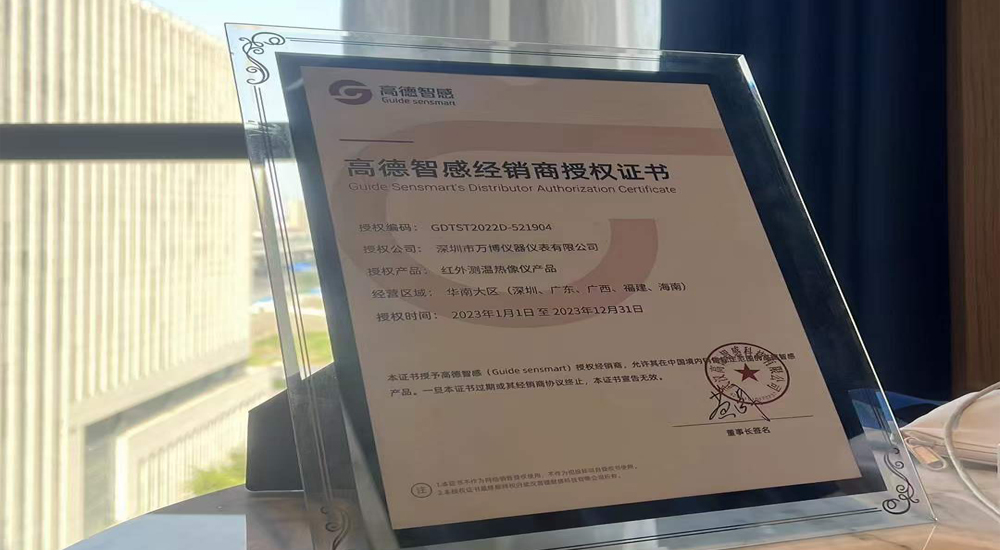 高德智感
Guide sensmart
高德智感经销商授权证书
Guide Sensmart's Distributor Authorization Certificate
授权编码： GDTST2022D-521904
授权公司： 深圳市万博仪器仪表有限公司
授权产品： 红外测温热像仪产品
经营区域： 华南大区（深圳、广东、广西、福建、海南）
授权时间： 2023年1月1日 至 2023年12月31日
本证书授予高德智感（Guide sensmart）授权经销商，允许其在中国境内
智感
产品。一旦本证书过期或其经销商协议终止，本证书宣告无效。
董事长签名
注